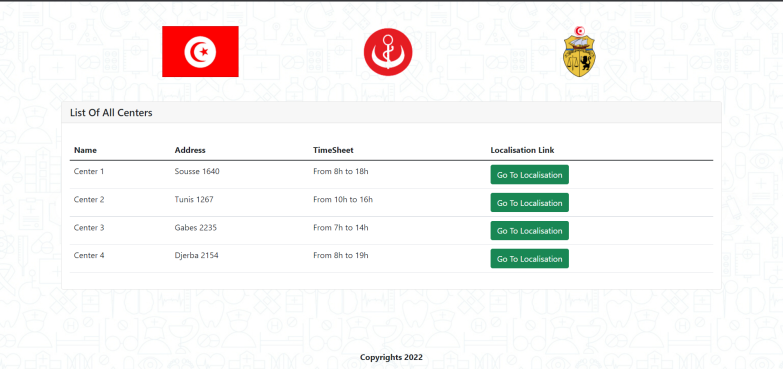 List Of All Centers
Name Address TimeSheet Localisation Link
Center 1 Sousse 1640 From 8h to 18h Go To Localisation
Center 2 Tunis 1267 From 10h to 16h Go To Localisation
Center 3 Gabes 2235 From 7h to 14h Go To Localisation
Center 4 Djerba 2154 From 8h to 19h Go To Localisation
Copyrights 2022